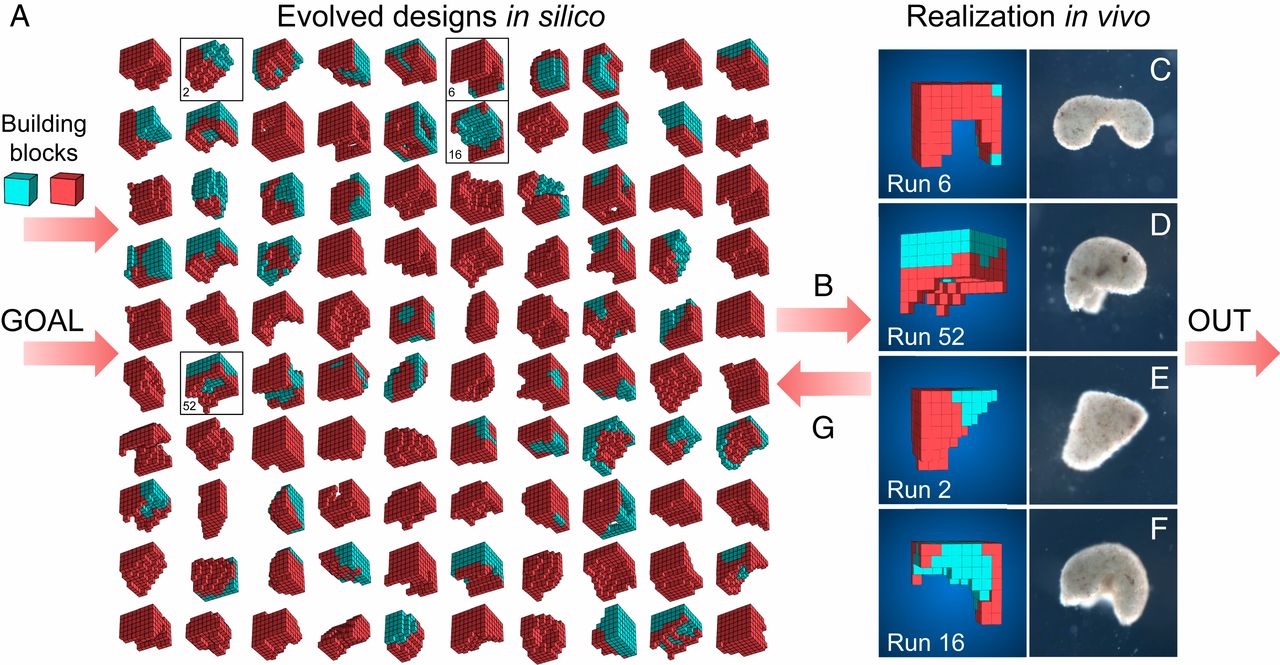 A
Evolved designs in silico
Realization in vivo
Building
blocks
GOAL
2
6
16
52
B
G
Run 6
C
Run 52
D
Run 2
E
Run 16
F
OUT